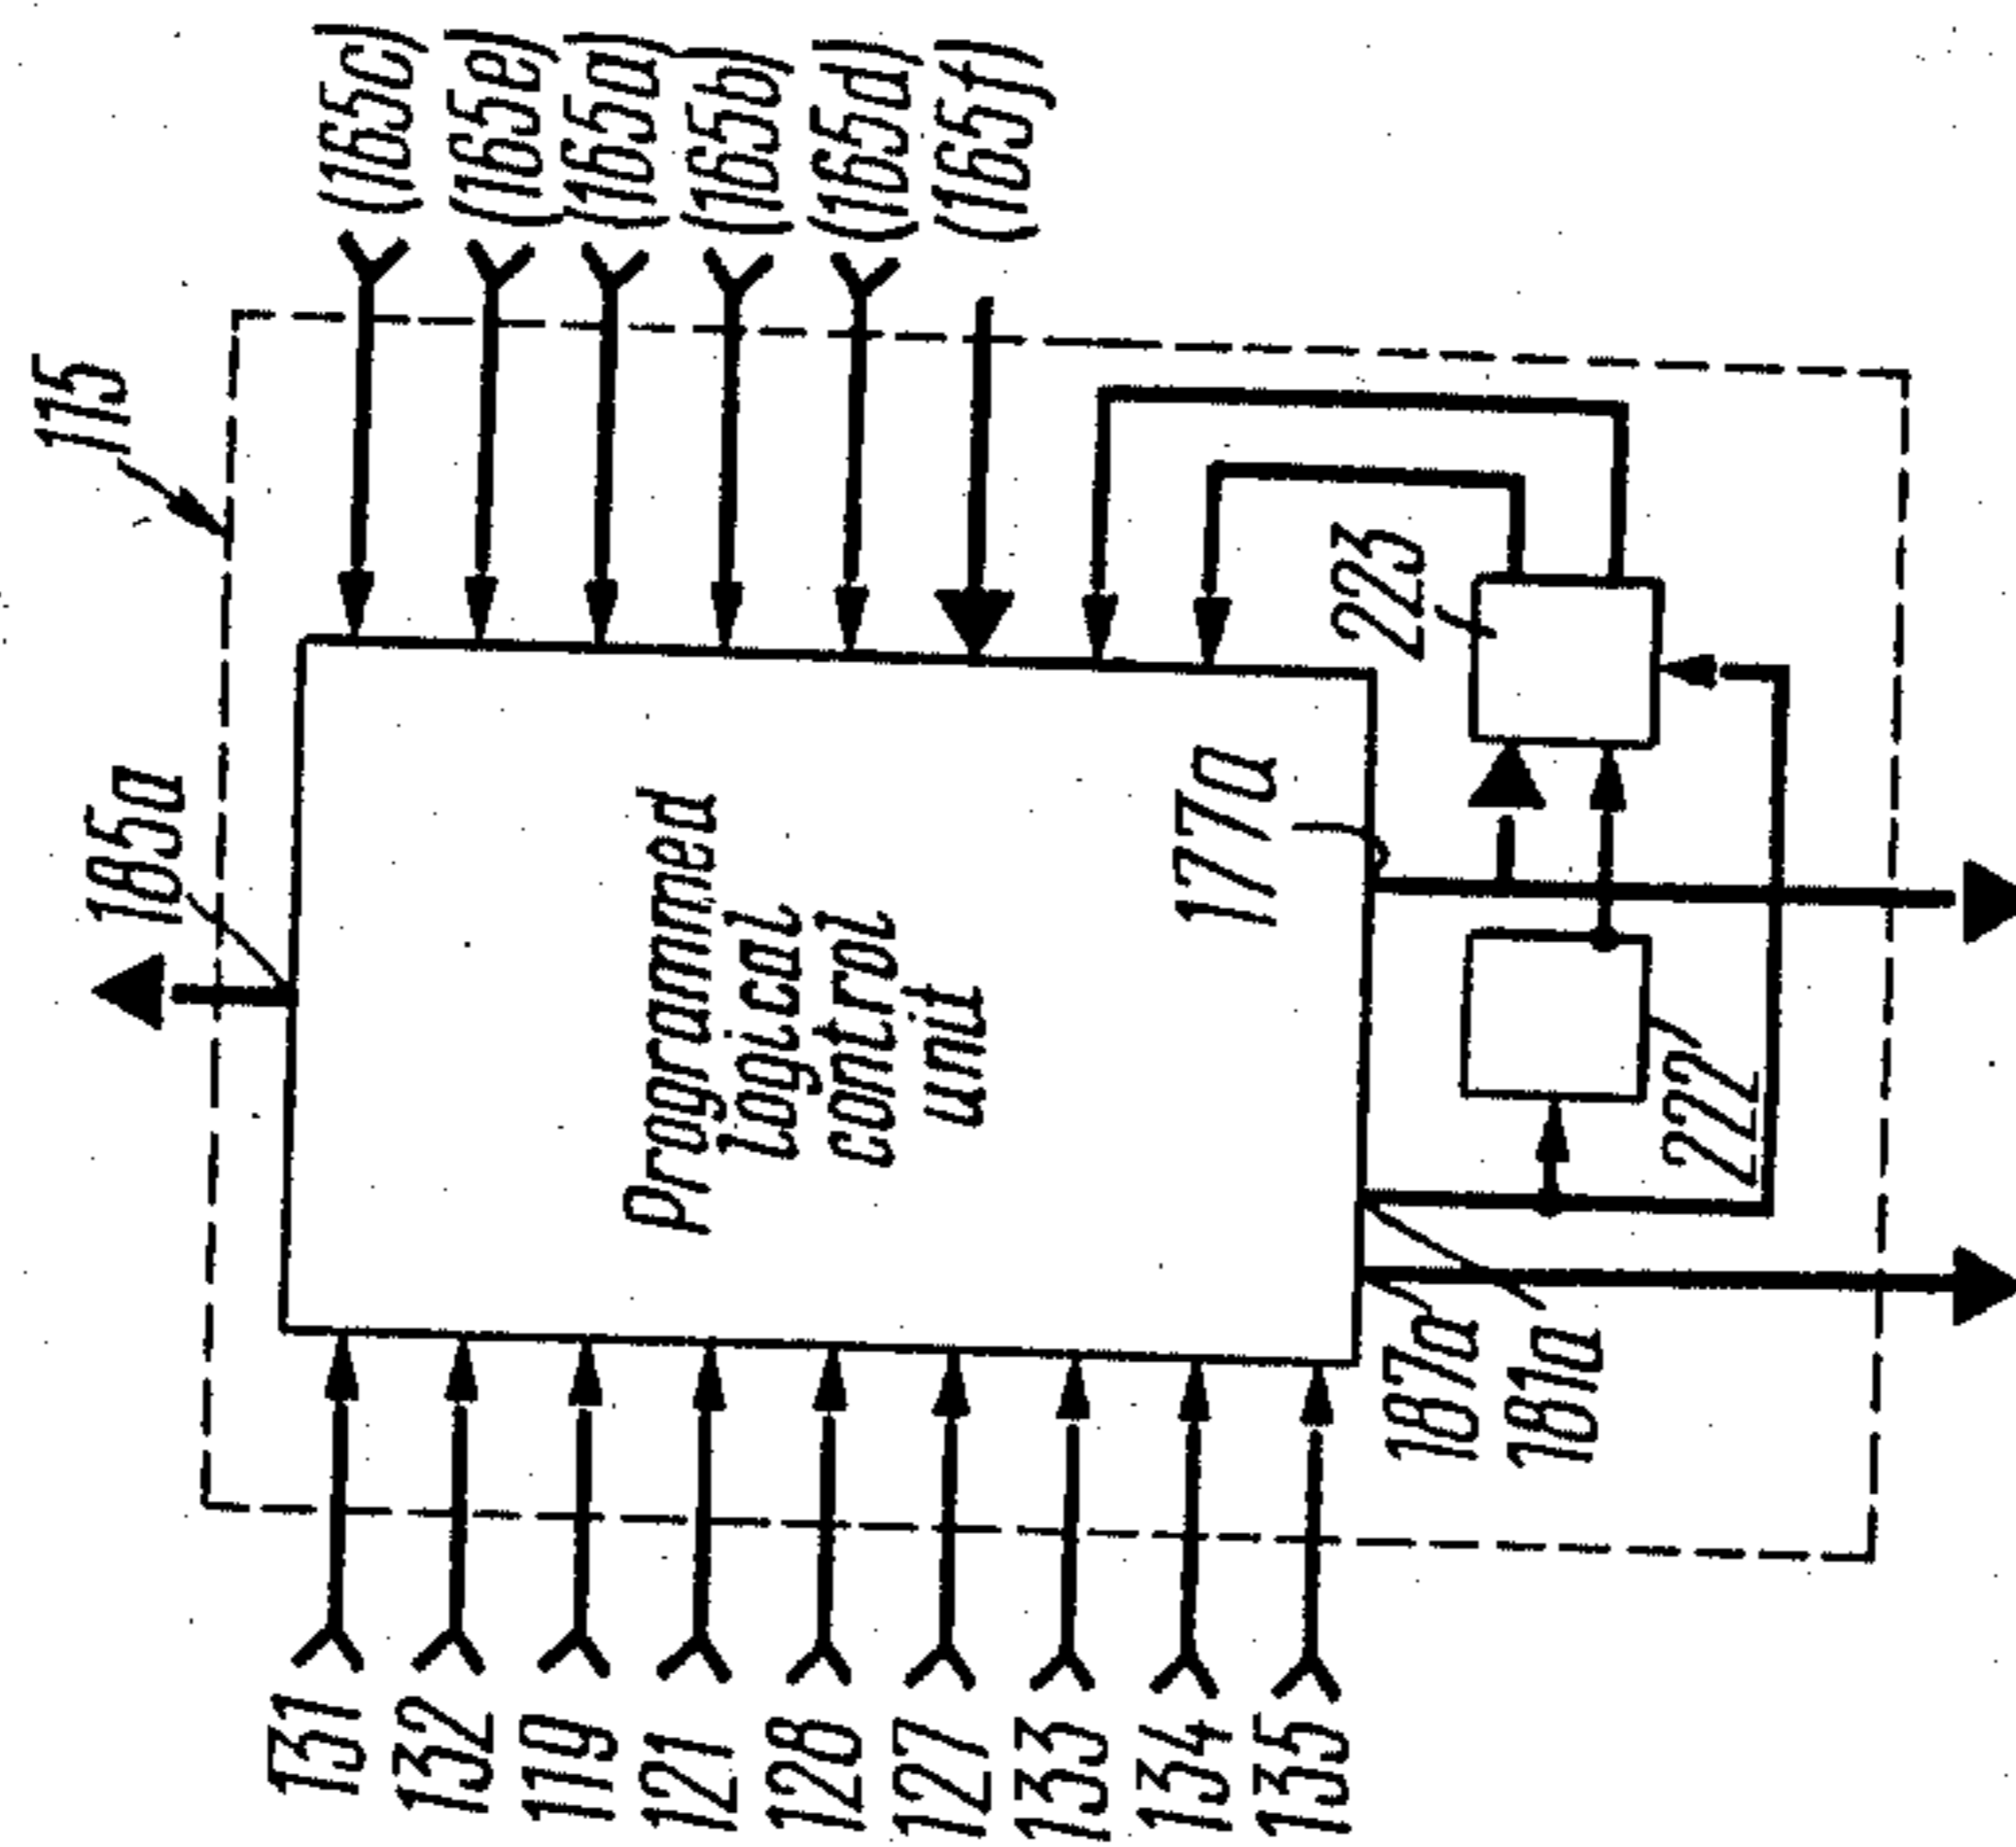 131
132
119
121
128
127
133
134
135
(165c)
(165e)
(165a)
(165b)
(165d)
(165f)
115
185a
Programmed
logical
control
unit
177a
223
222
187a
181a